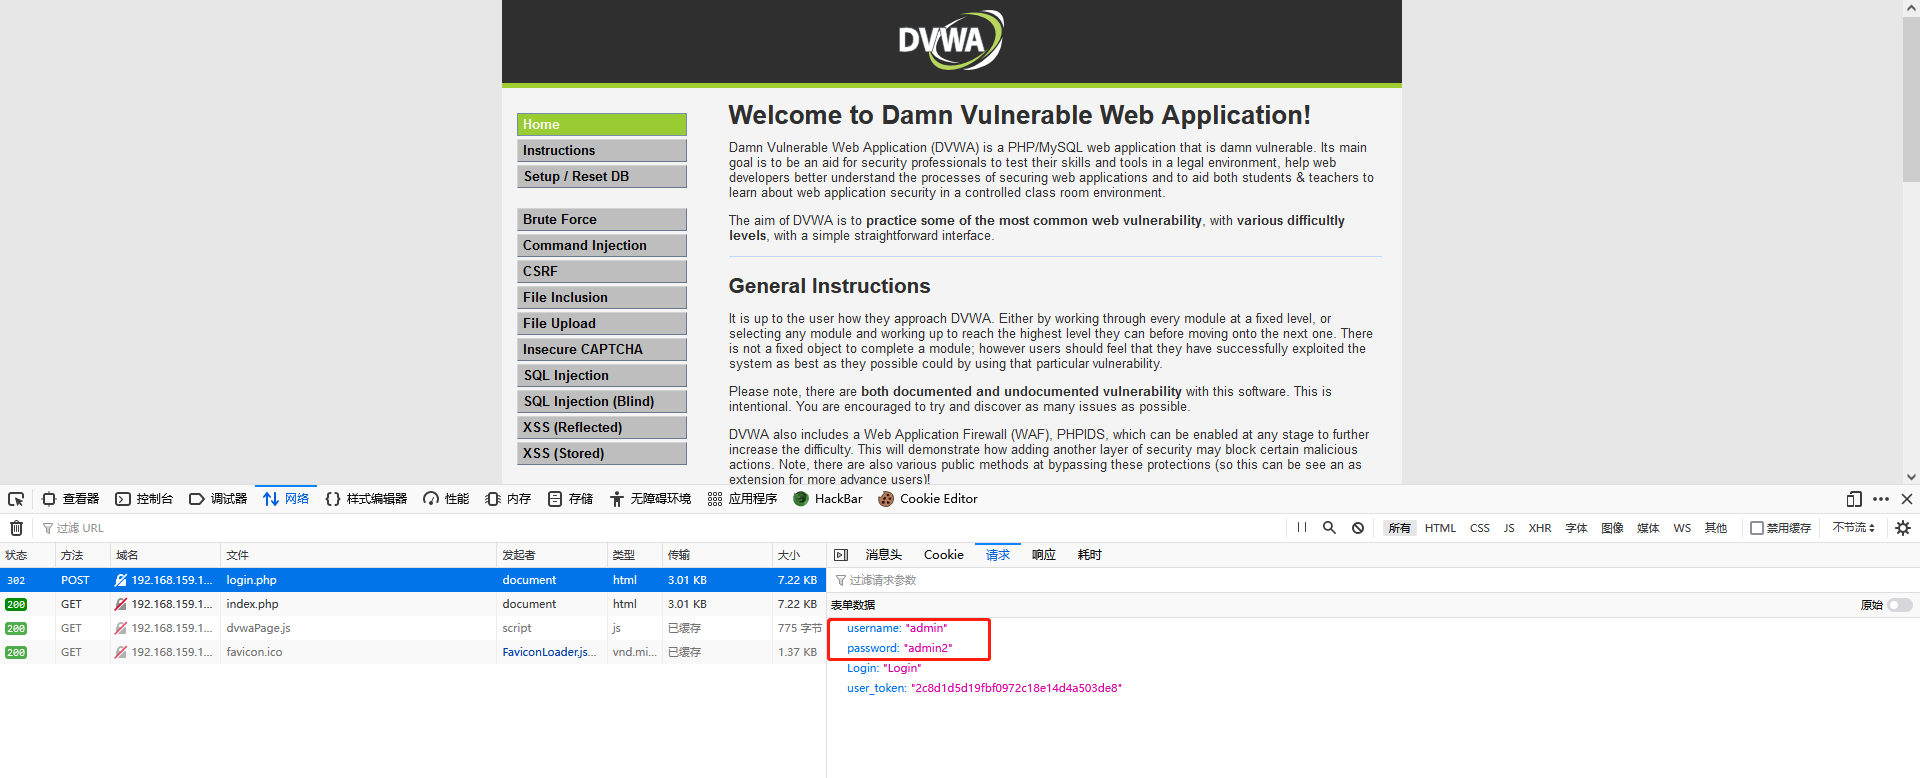 DVWA
Home
Instructions
Setup / Reset DB
Brute Force
Command Injection
CSRF
File Inclusion
File Upload
Insecure CAPTCHA
SQL Injection
SQL Injection (Blind)
XSS (Reflected)
XSS (Stored)
Welcome to Damn Vulnerable Web Application!
Damn Vulnerable Web Application (DVWA) is a PHP/MySQL web application that is damn vulnerable. Its main
goal is to be an aid for security professionals to test their skills and tools in a legal environment, help web
developers better understand the processes of securing web applications and to aid both students & teachers to
learn about web application security in a controlled class room environment.
The aim of DVWA is to practice some of the most common web vulnerability, with various difficultly
levels, with a simple straightforward interface.
General Instructions
It is up to the user how they approach DVWA. Either by working through every module at a fixed level, or
selecting any module and working up to reach the highest level they can before moving onto the next one. There
is not a fixed object to complete a module; however users should feel that they have successfully exploited the
system as best as they possible could by using that particular vulnerability.
Please note, there are both documented and undocumented vulnerability with this software. This is
intentional. You are encouraged to try and discover as many issues as possible.
DVWA also includes a Web Application Firewall (WAF), PHPIDS, which can be enabled at any stage to further
increase the difficulty. This will demonstrate how adding another layer of security may block certain malicious
actions. Note, there are also various public methods at bypassing these protections (so this can be see an as
extension for more advance users)!
查看器 控制台 调试器 网络 样式编辑器 性能 内存 存储 无障碍环境 应用程序 HackBar Cookie Editor
过滤 URL 所有 HTML CSS JS XHR 字体 图像 媒体 WS 其他 禁用缓存 不节流
状态 方法 域名 文件 发起者 类型 传输 大小
302 POST 192.168.159.1... login.php document html 3.01 KB 7.22 KB
200 GET 192.168.159.1... index.php document html 3.01 KB 7.22 KB
200 GET 192.168.159.1... dvwaPage.js script js 已缓存 775 字节
200 GET 192.168.159.1... favicon.ico FaviconLoader.js... vnd.mi... 已缓存 1.37 KB
消息头 Cookie 请求 响应 耗时
过滤请求参数
表单数据 原始
username: "admin"
password: "admin2"
Login: "Login"
user_token: "2c8d1d5d19fbf0972c18e14d4a503de8"